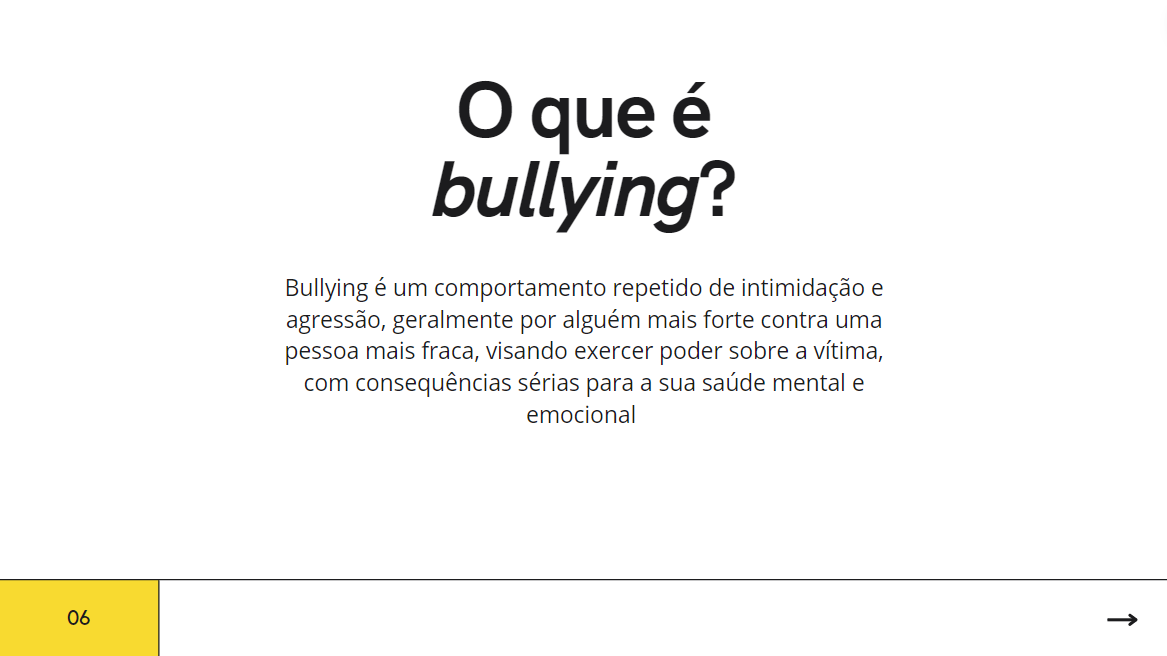 O que é
bullying?
Bullying é um comportamento repetido de intimidação e
agressão, geralmente por alguém mais forte contra uma
pessoa mais fraca, visando exercer poder sobre a vítima,
com consequências sérias para a sua saúde mental e
emocional
06